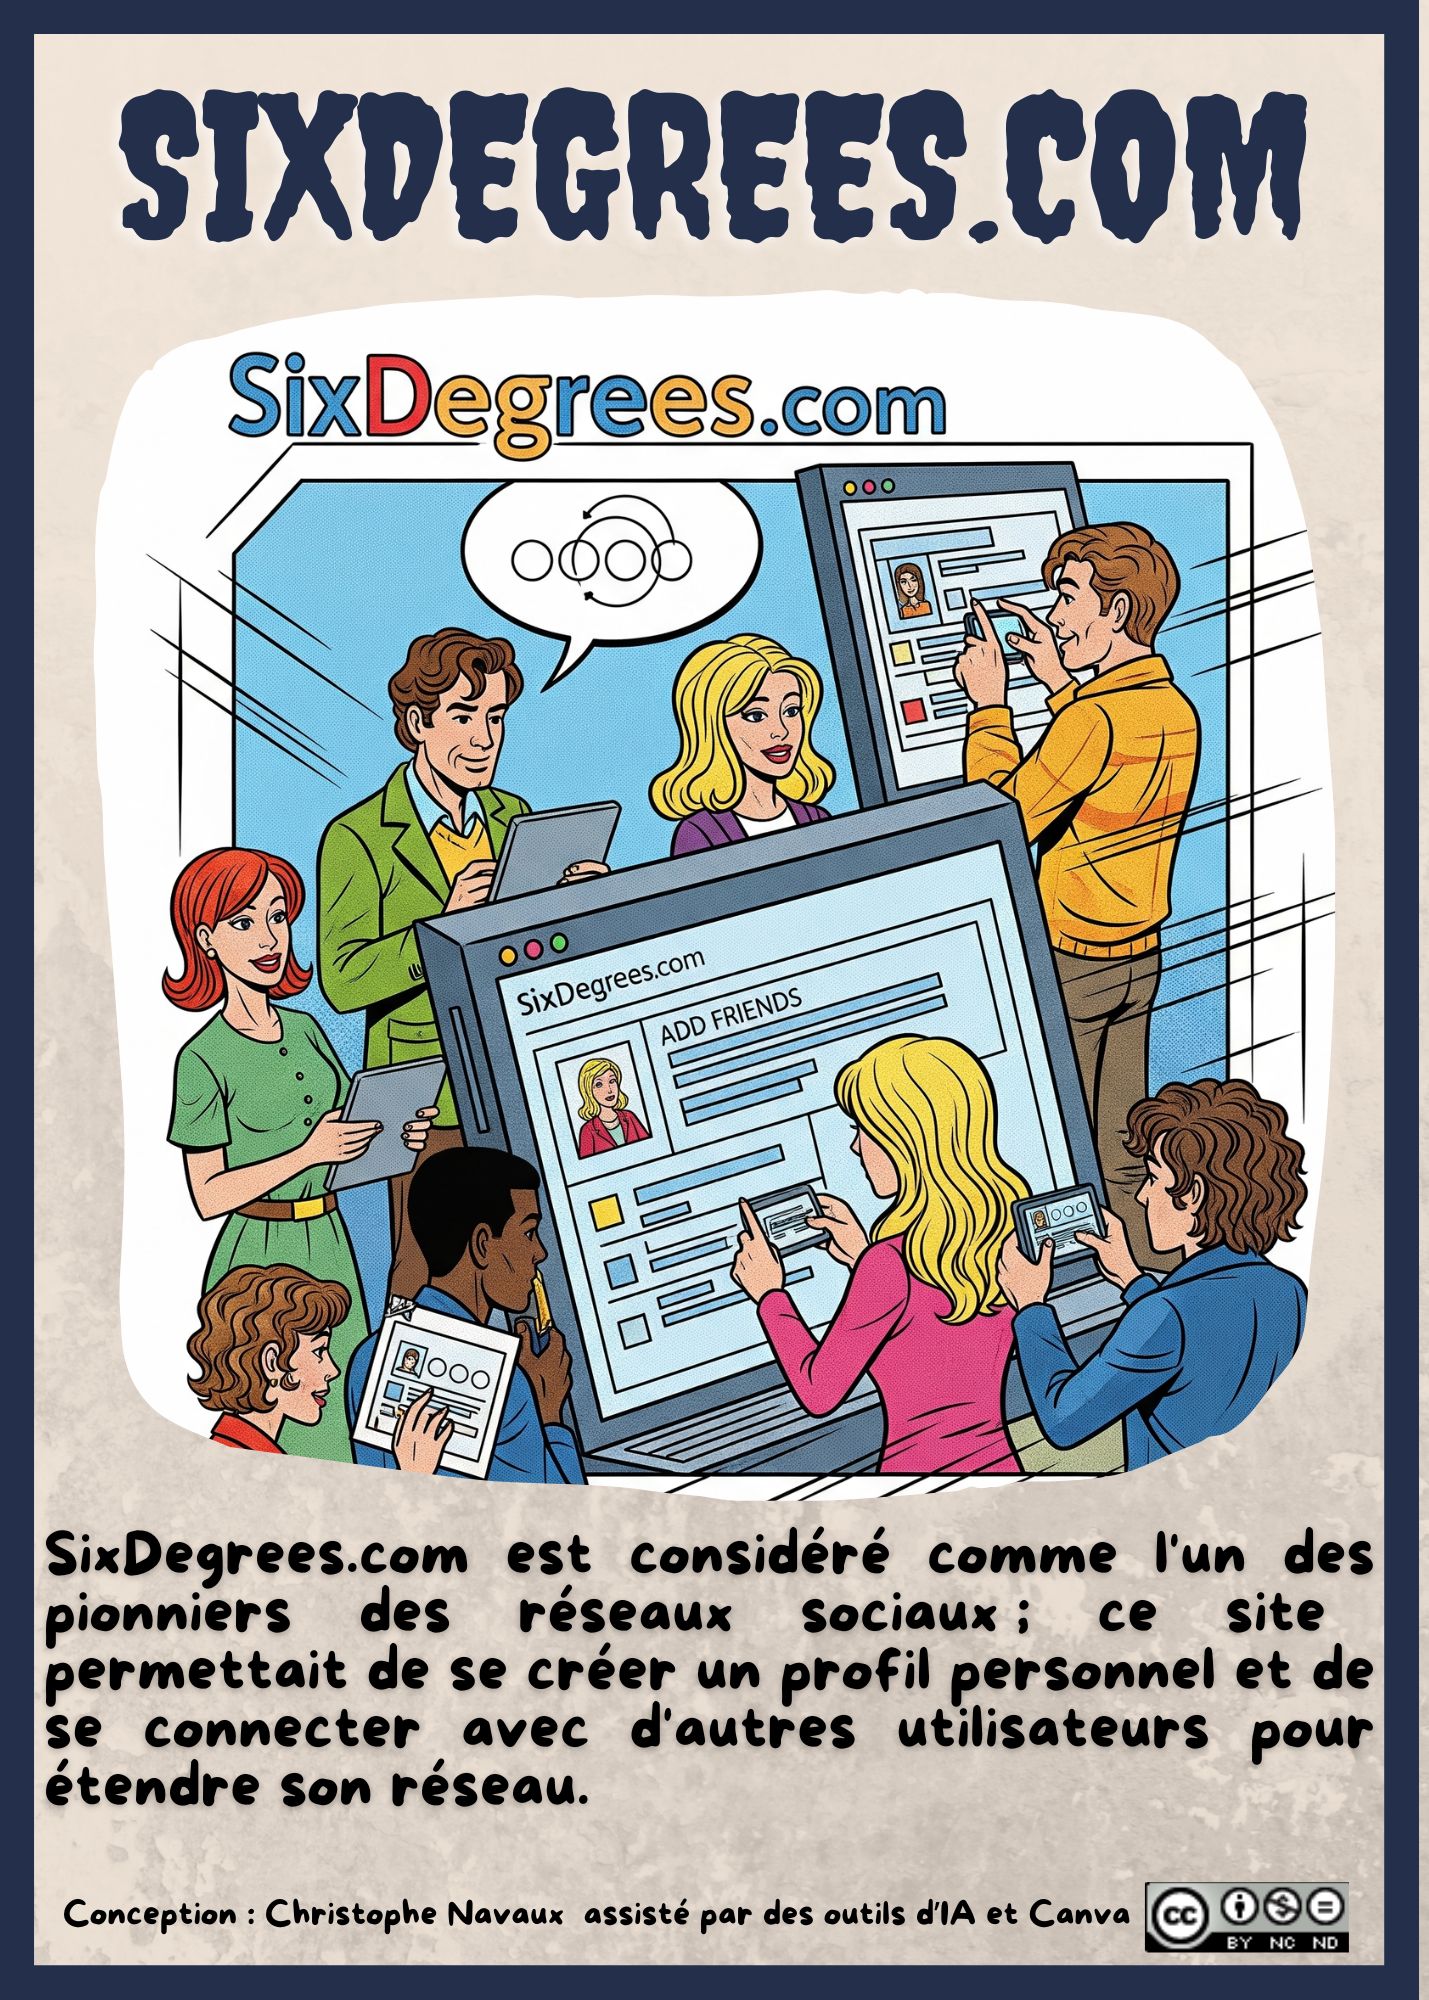 SIXDEGREES.COM
SixDegrees.com
SixDegrees.com
ADD FRIENDS
SixDegrees.com est considéré comme l'un des
pionniers des réseaux sociaux ; ce site
permettait de se créer un profil personnel et de
se connecter avec d'autres utilisateurs pour
étendre son réseau.
Conception : Christophe Navaux assisté par des outils d'IA et Canva
cc BY NC ND